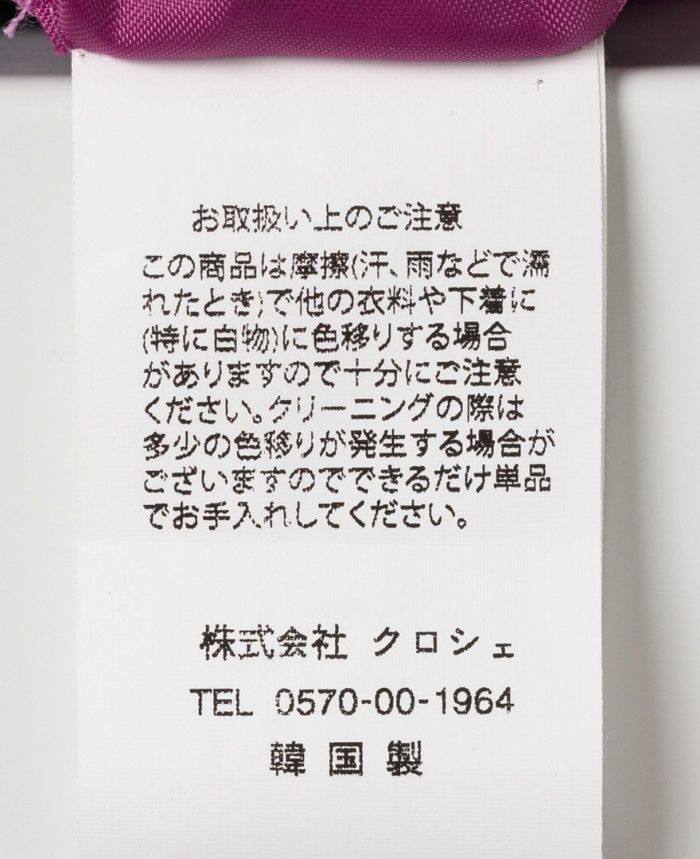 お取扱い上のご注意
この商品は摩擦(汗、雨などで濡
れたとき)で他の衣料や下着に
(特に白物)に色移りする場合
がありますので十分にご注意
ください。クリーニングの際は
多少の色移りが発生する場合が
ございますのでできるだけ単品
でお手入れしてください。
株式会社 クロシェ
TEL 0570-00-1964
韓国製